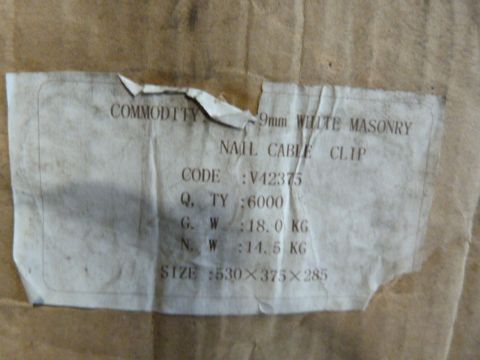 COMMODITY 9mm WHITE MASONRY
NAIL CABLE CLIP
CODE :V42375
Q, TY :6000
G. W :18.0 KG
N. W :14.5 KG
SIZE :530×375×285